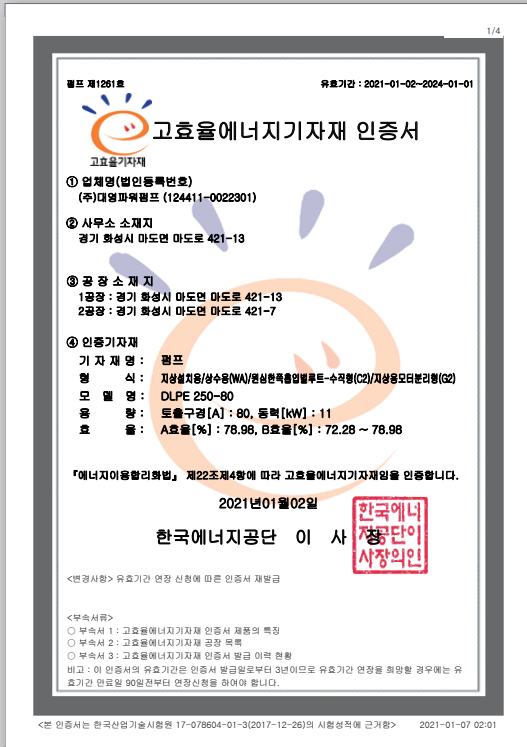 1/4
펌프 제1261호 유효기간 : 2021-01-02~2024-01-01
고효율에너지기자재 인증서
고효율기자재
① 업체명(법인등록번호)
(주)대영파워펌프 (124411-0022301)
② 사무소 소재지
경기 화성시 마도면 마도로 421-13
③ 공 장 소 재 지
1공장 : 경기 화성시 마도면 마도로 421-13
2공장 : 경기 화성시 마도면 마도로 421-7
④ 인증기자재
기 자 재 명 : 펌프
형 식 : 지상설치용/상수용(WA)/원심한쪽흡입벌루트-수직형(C2)/지상용모터분리형(G2)
모 델 명 : DLPE 250-80
용 량 : 토출구경[A] : 80, 동력[kW] : 11
효 율 : A효율[%] : 78.98, B효율[%] : 72.28 ~ 78.98
『에너지이용합리화법』 제22조제4항에 따라 고효율에너지기자재임을 인증합니다.
2021년01월02일
한국에너지공단 이 사 장
한국에너
지공단이
사장의인
<변경사항> 유효기간 연장 신청에 따른 인증서 재발급
<부속서류>
○ 부속서 1 : 고효율에너지기자재 인증서 제품의 특징
○ 부속서 2 : 고효율에너지기자재 공장 목록
○ 부속서 3 : 고효율에너지기자재 인증서 발급 이력 현황
비고 : 이 인증서의 유효기간은 인증서 발급일로부터 3년이므로 유효기간 연장을 희망할 경우에는 유
효기간 만료일 90일전부터 연장신청을 하여야 합니다.
<본 인증서는 한국산업기술시험원 17-078604-01-3(2017-12-26)의 시험성적에 근거함> 2021-01-07 02:01